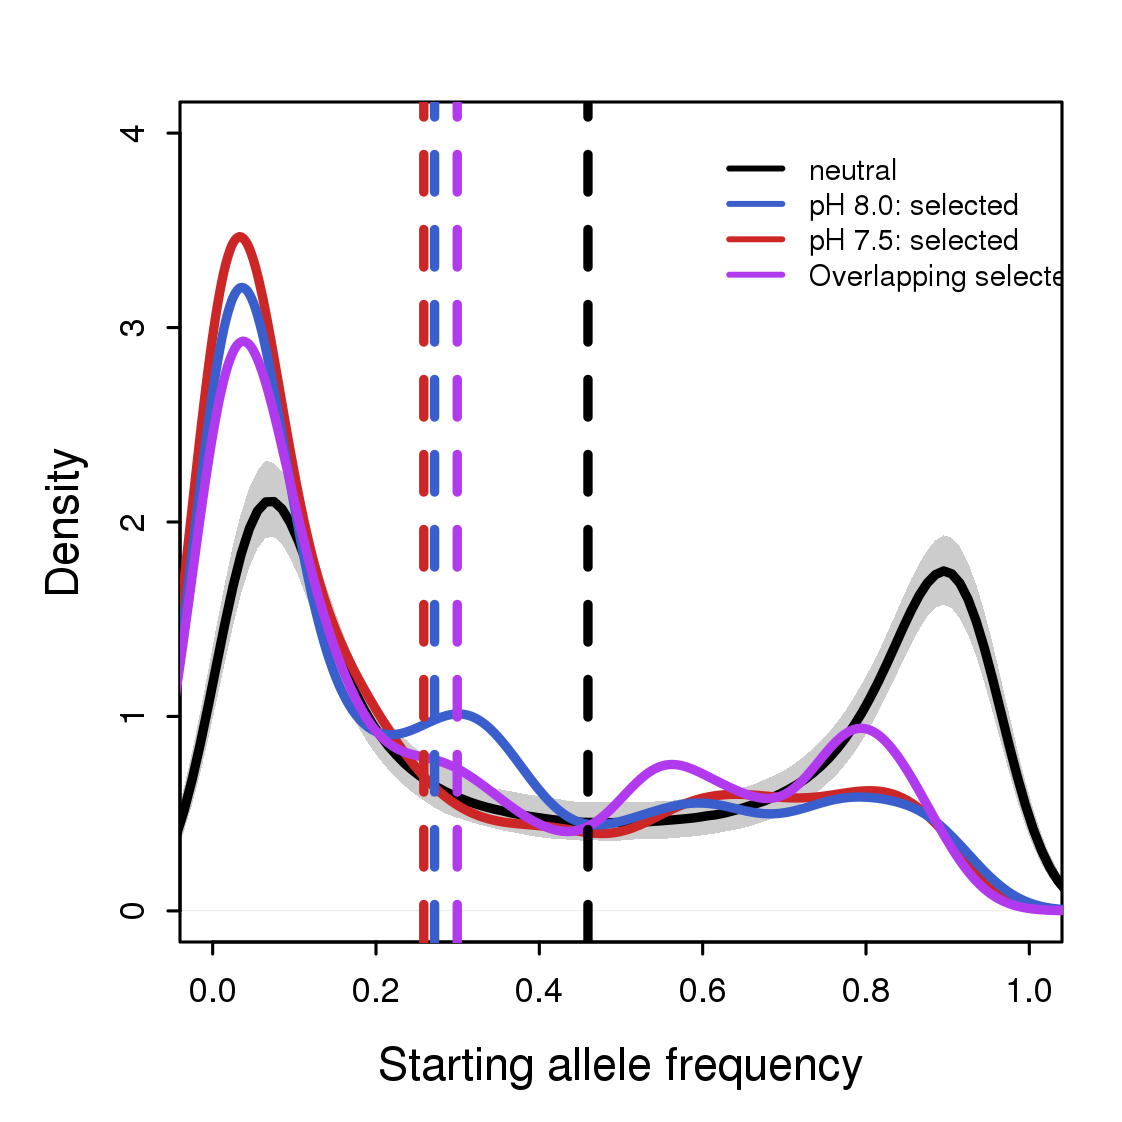 4
3
2
1
0
Density
neutral
pH 8.0: selected
pH 7.5: selected
Overlapping selecte
0.0 0.2 0.4 0.6 0.8 1.0
Starting allele frequency